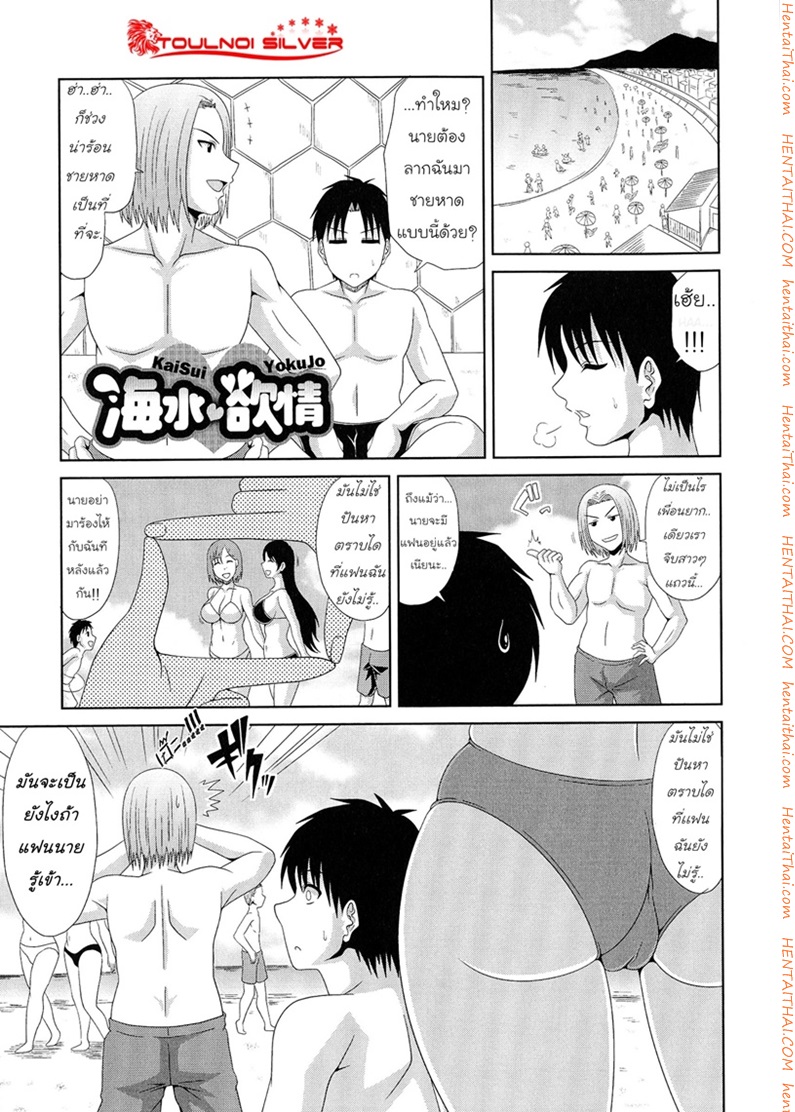 TOULNOI SILVER
...ทำไหม?
นายต้อง
ลากฉันมา
ชายหาด
แบบนี้ด้วย?
ฮ่า..ฮ่า..
ก็ช่วง
น่าร้อน
ชายหาด
เป็นที่
ที่จะ.
KaiSui YokuJo
海水欲情
เฮ้ย..
!!!
ไม่เป็นไร
เพื่อนยาก..
เดียวเรา
จีบสาวๆ
แถวนี้...
ถึงแม้ว่า...
นายจะมี
แฟนอยู่แล้ว
เนียนะ..
มันไม่ใช่
ปันหา
ตราบได
ที่แฟนฉัน
ยังไม่รู้..
นายอย่า
มาร้องไห้
กับฉันที
หลังแล้ว
กัน!!
มันไม่ใช่
ปันหา
ตราบได
ที่แฟน
ฉันยัง
ไม่รู้..
กี๊ซ.....!!!
ギクッ
มันจะเป็น
ยังไงถ้า
แฟนนาย
รู้เข้า...
HentaiThai.com HENTAITHAI.COM hentaithai.com HentaiThai.com HENTAITHAI.COM hentaithai.com HentaiThai.com HENTAITHAI.COM